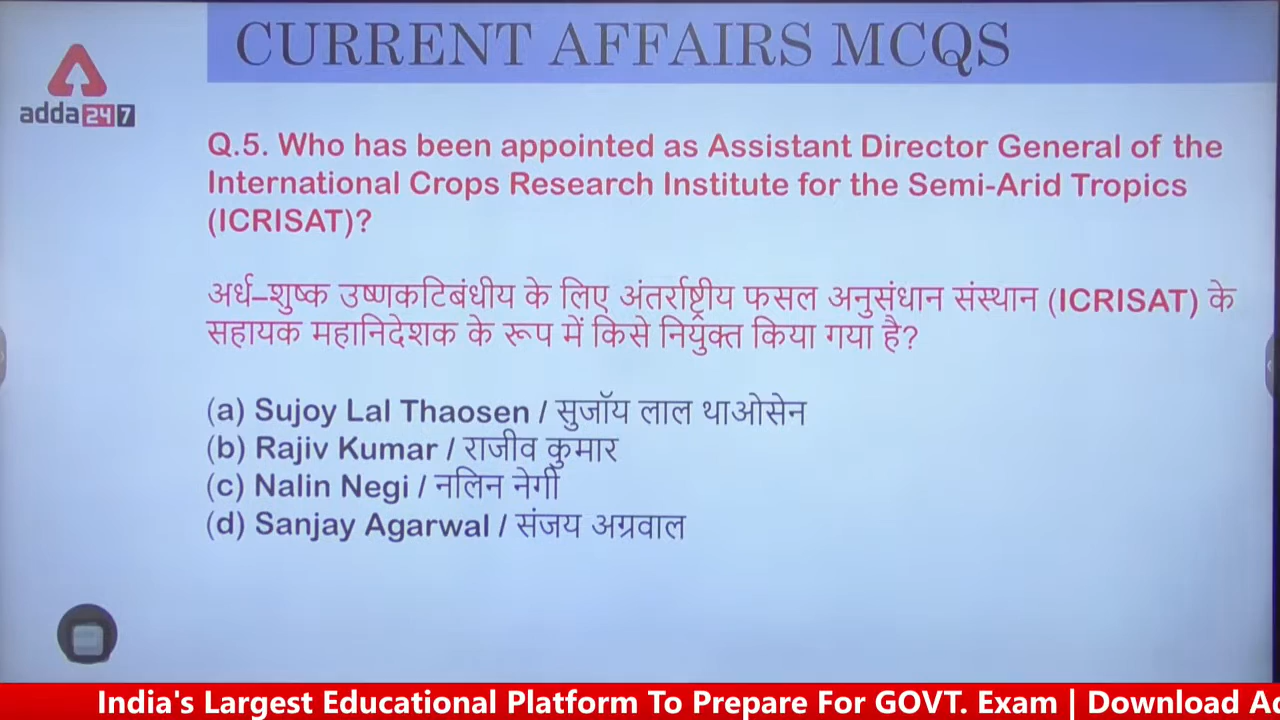 CURRENT AFFAIRS MCQS
adda247
Q.5. Who has been appointed as Assistant Director General of the
International Crops Research Institute for the Semi-Arid Tropics
(ICRISAT)?
अर्ध–शुष्क उष्णकटिबंधीय के लिए अंतर्राष्ट्रीय फसल अनुसंधान संस्थान (ICRISAT) के
सहायक महानिदेशक के रूप में किसे नियुक्त किया गया है?
(a) Sujoy Lal Thaosen / सुजॉय लाल थाओसेन
(b) Rajiv Kumar / राजीव कुमार
(c) Nalin Negi / नलिन नेगी
(d) Sanjay Agarwal / संजय अग्रवाल
India's Largest Educational Platform To Prepare For GOVT. Exam | Download